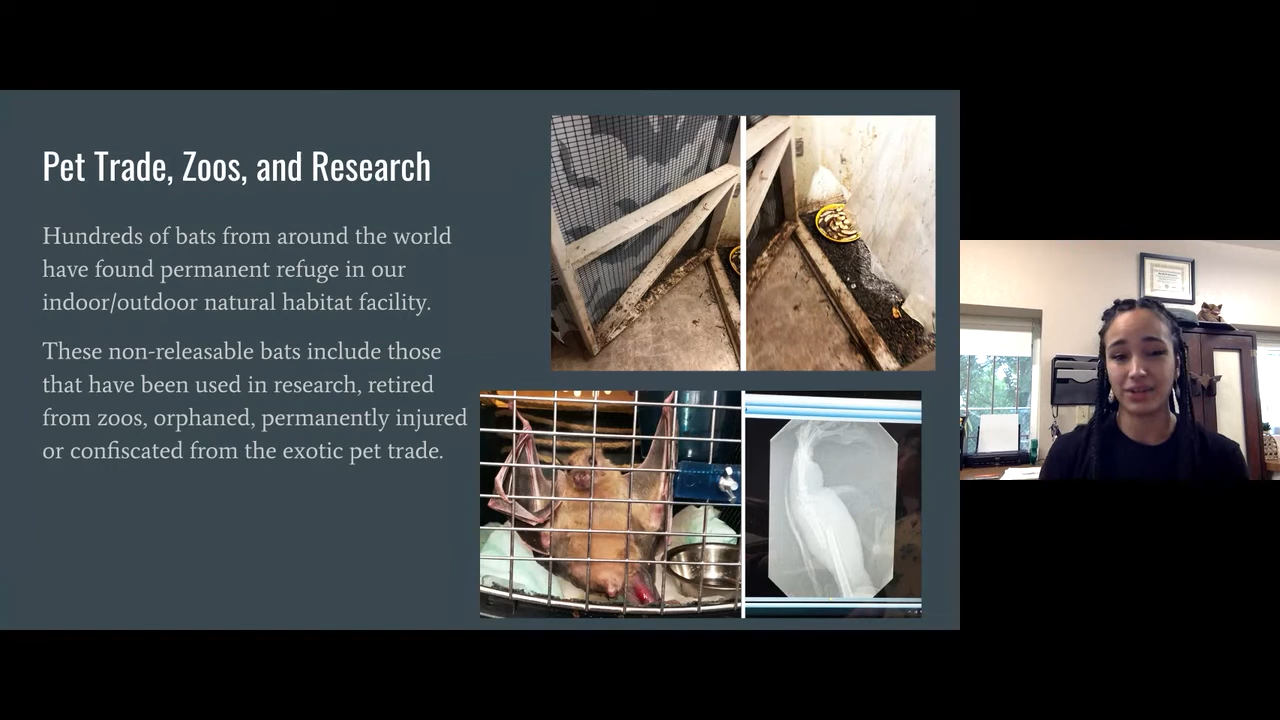 Pet Trade, Zoos, and Research
Hundreds of bats from around the world
have found permanent refuge in our
indoor/outdoor natural habitat facility.
These non-releasable bats include those
that have been used in research, retired
from zoos, orphaned, permanently injured
or confiscated from the exotic pet trade.